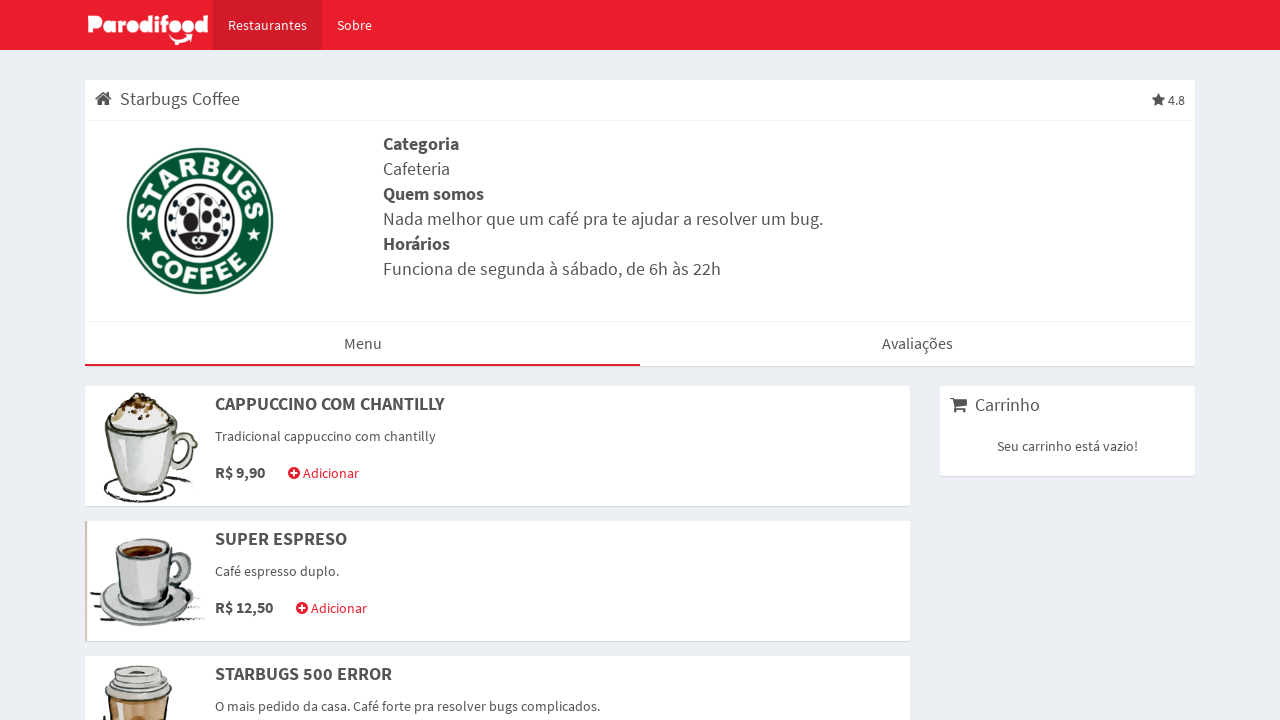 Parodifood
Restaurantes
Sobre
Starbugs Coffee
4.8
STARBUGS
COFFEE
Categoria
Cafeteria
Quem somos
Nada melhor que um café pra te ajudar a resolver um bug.
Horários
Funciona de segunda à sábado, de 6h às 22h
Menu
Avaliações
CAPPUCCINO COM CHANTILLY
Tradicional cappuccino com chantilly
R$ 9,90
Adicionar
SUPER ESPRESO
Café espresso duplo.
R$ 12,50
Adicionar
STARBUGS 500 ERROR
O mais pedido da casa. Café forte pra resolver bugs complicados.
Carrinho
Seu carrinho está vazio!